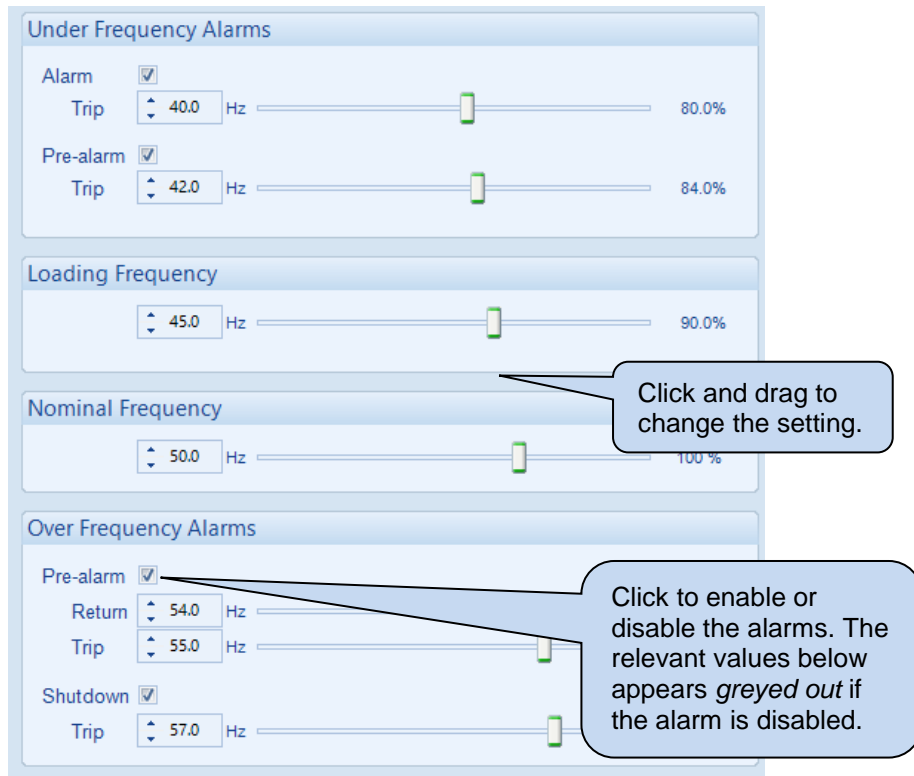 Under Frequency Alarms
Alarm
Trip 40.0 Hz 80.0%
Pre-alarm
Trip 42.0 Hz 84.0%
Loading Frequency
45.0 Hz 90.0%
Click and drag to
change the setting.
Nominal Frequency
50.0 Hz 100 %
Over Frequency Alarms
Pre-alarm
Return 54.0 Hz
Trip 55.0 Hz
Click to enable or
disable the alarms. The
relevant values below
appears greyed out if
the alarm is disabled.
Shutdown
Trip 57.0 Hz